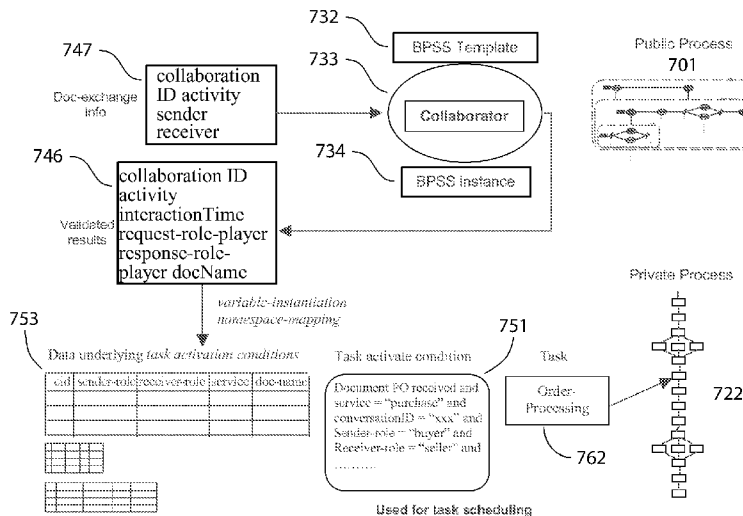 732
BPSS Template
747
733
Public Process
701
collaboration
ID activity
sender
receiver
Doc-exchange
info
Collaborator
734
BPSS Instance
746
collaboration ID
activity
interactionTime
request-role-player
response-role-
player docName
Validated
results
Private Process
variable-instantiation
namespace-mapping
753
751
Data underlying task activation conditions
Task activate condition
Task
cid sender-role receiver-role service doc-name
Document PO received and
service = “purchase” and
conversationID = “xxx” and
Sender-role = “buyer” and
Receiver-role = “seller” and
..........
Order-
Processing
722
762
Used for task scheduling